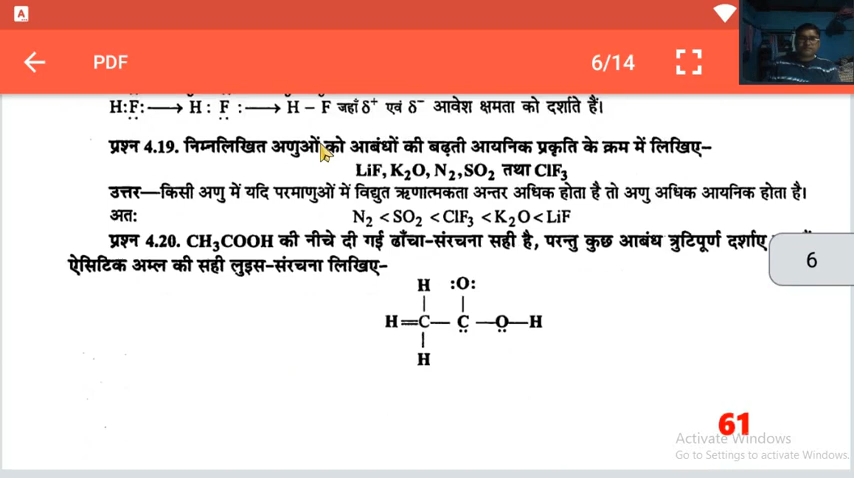 A
PDF
6/14
H:F:⟶ H : F :⟶ H – F जहाँ δ⁺ एवं δ⁻ आवेश क्षमता को दर्शाते हैं।
प्रश्न 4.19. निम्नलिखित अणुओं को आबंधों की बढ़ती आयनिक प्रकृति के क्रम में लिखिए–
LiF, K₂O, N₂,SO₂ तथा ClF₃
उत्तर—किसी अणु में यदि परमाणुओं में विद्युत ऋणात्मकता अन्तर अधिक होता है तो अणु अधिक आयनिक होता है।
अतः N₂ < SO₂ < ClF₃ < K₂O < LiF
प्रश्न 4.20. CH₃COOH की नीचे दी गई ढाँचा-संरचना सही है, परन्तु कुछ आबंध त्रुटिपूर्ण दर्शाए
6
ऐसिटिक अम्ल की सही लुइस-संरचना लिखिए–
H :O:
H=C— C —O—H
H
61
Activate Windows
Go to Settings to activate Windows.